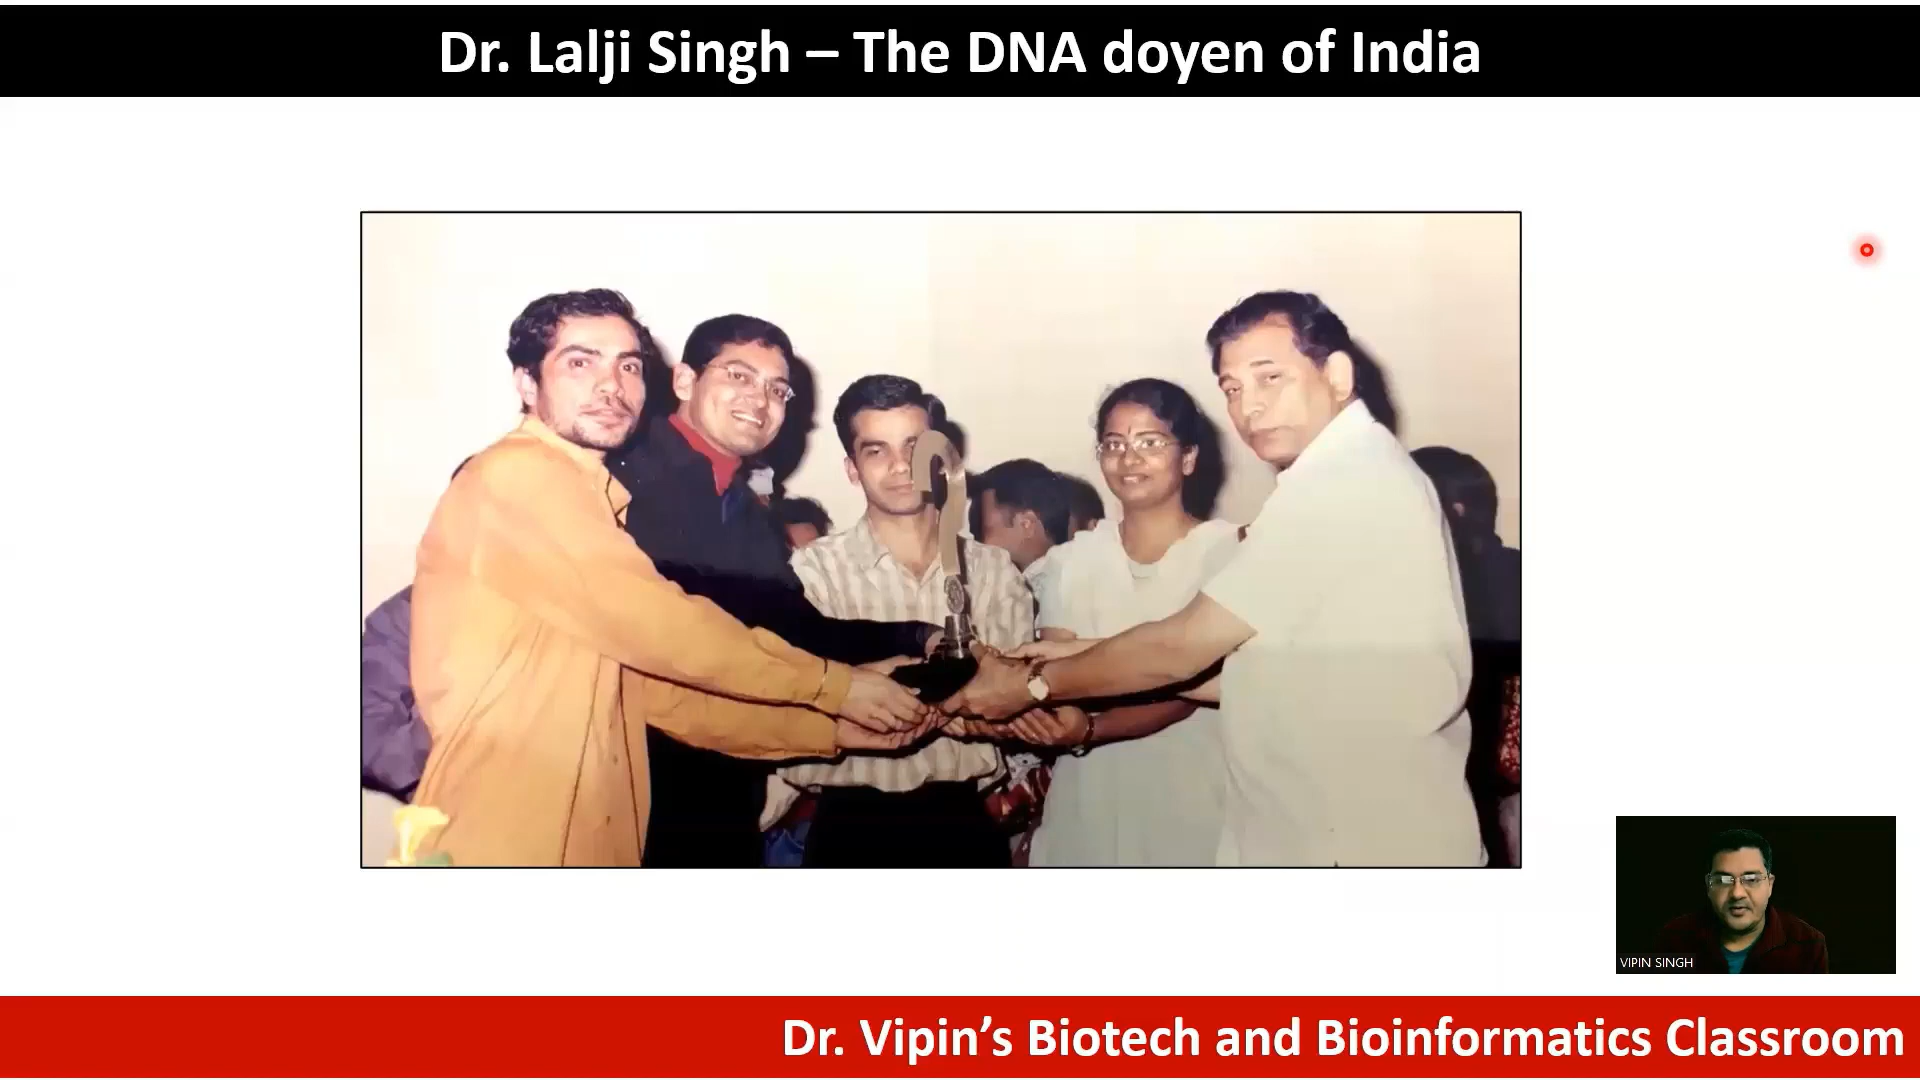 Dr. Lalji Singh – The DNA doyen of India
VIPIN SINGH
Dr. Vipin’s Biotech and Bioinformatics Classroom